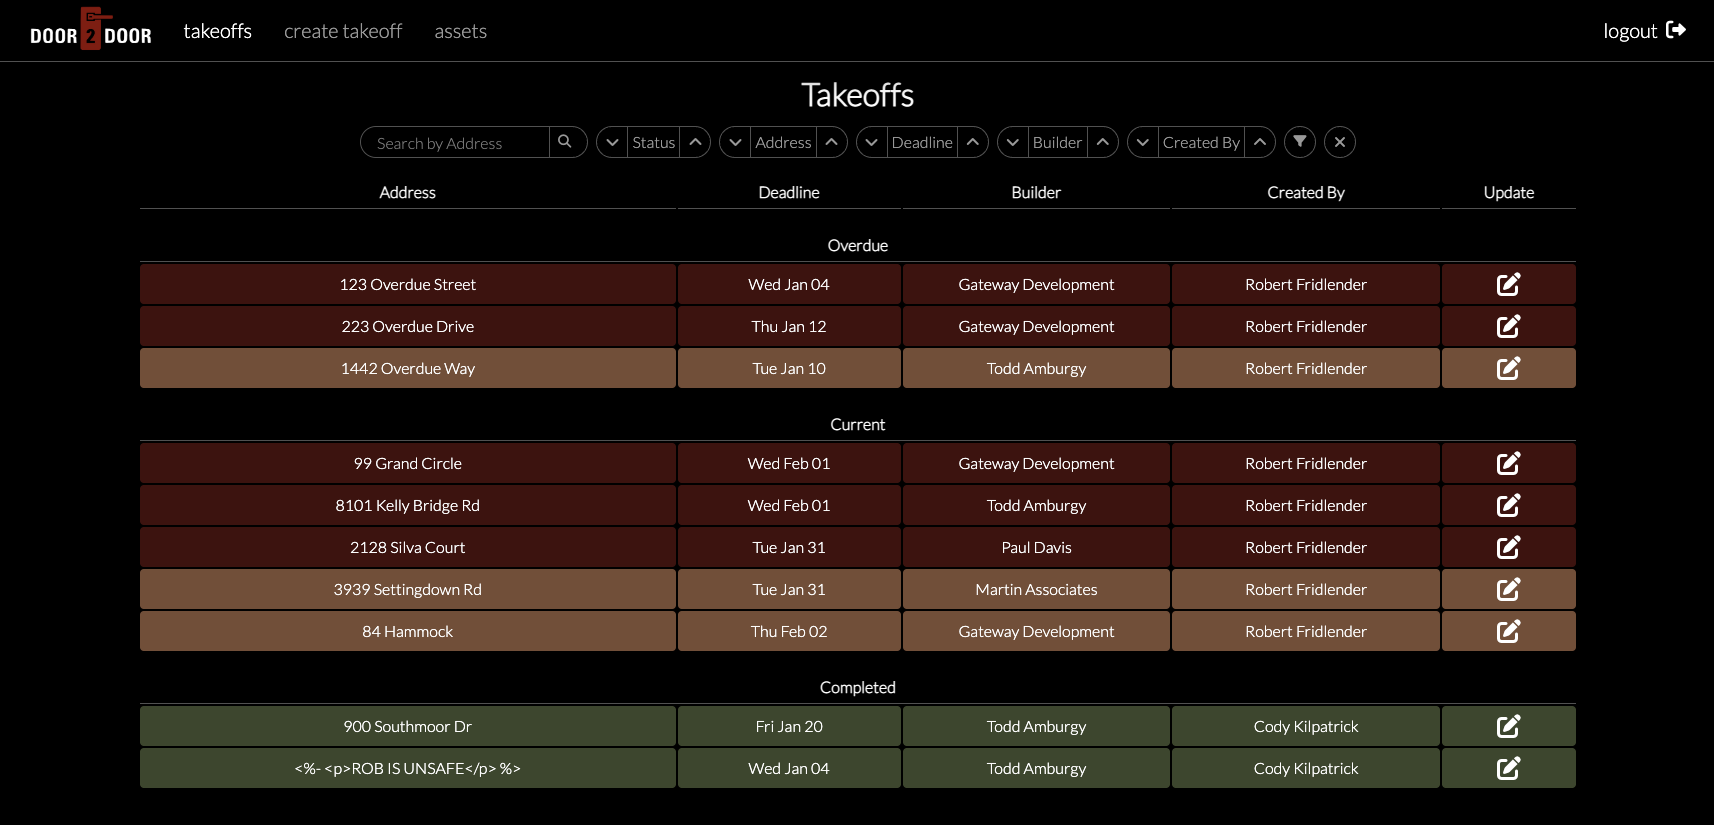 DOOR 2 DOOR takeoffs create takeoff assets logout
Takeoffs
Search by Address Status Address Deadline Builder Created By
Address Deadline Builder Created By Update
Overdue
123 Overdue Street Wed Jan 04 Gateway Development Robert Fridlender
223 Overdue Drive Thu Jan 12 Gateway Development Robert Fridlender
1442 Overdue Way Tue Jan 10 Todd Amburgy Robert Fridlender
Current
99 Grand Circle Wed Feb 01 Gateway Development Robert Fridlender
8101 Kelly Bridge Rd Wed Feb 01 Todd Amburgy Robert Fridlender
2128 Silva Court Tue Jan 31 Paul Davis Robert Fridlender
3939 Settingdown Rd Tue Jan 31 Martin Associates Robert Fridlender
84 Hammock Thu Feb 02 Gateway Development Robert Fridlender
Completed
900 Southmoor Dr Fri Jan 20 Todd Amburgy Cody Kilpatrick
<%- <p>ROB IS UNSAFE</p> %> Wed Jan 04 Todd Amburgy Cody Kilpatrick